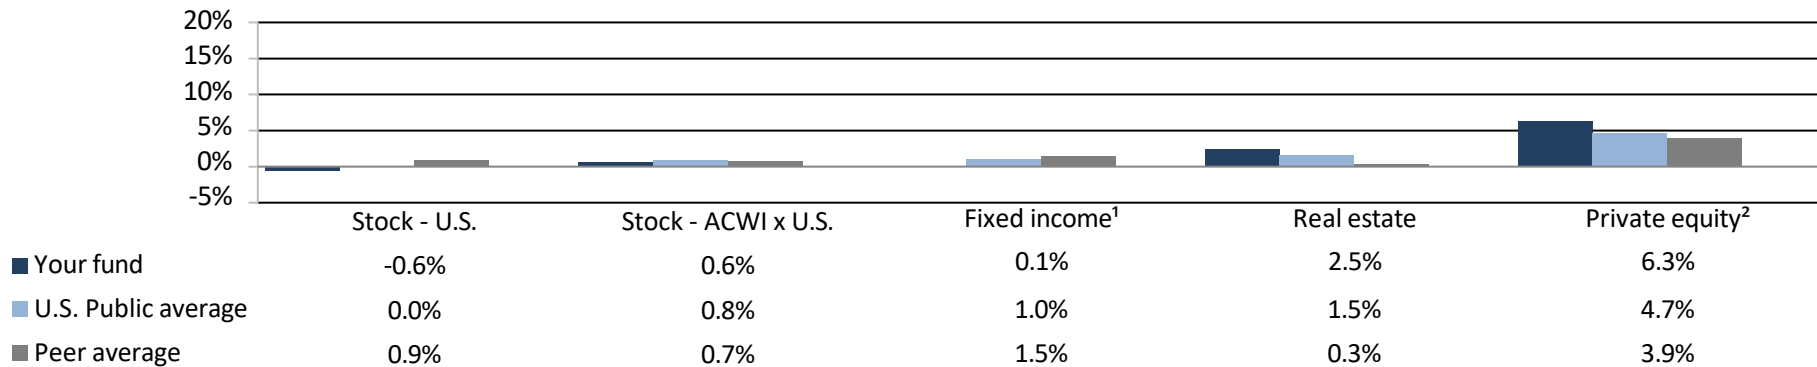 20%
15%
10%
5%
0%
-5%
Stock - U.S. Stock - ACWI x U.S. Fixed income¹ Real estate Private equity²
Your fund -0.6% 0.6% 0.1% 2.5% 6.3%
U.S. Public average 0.0% 0.8% 1.0% 1.5% 4.7%
Peer average 0.9% 0.7% 1.5% 0.3% 3.9%